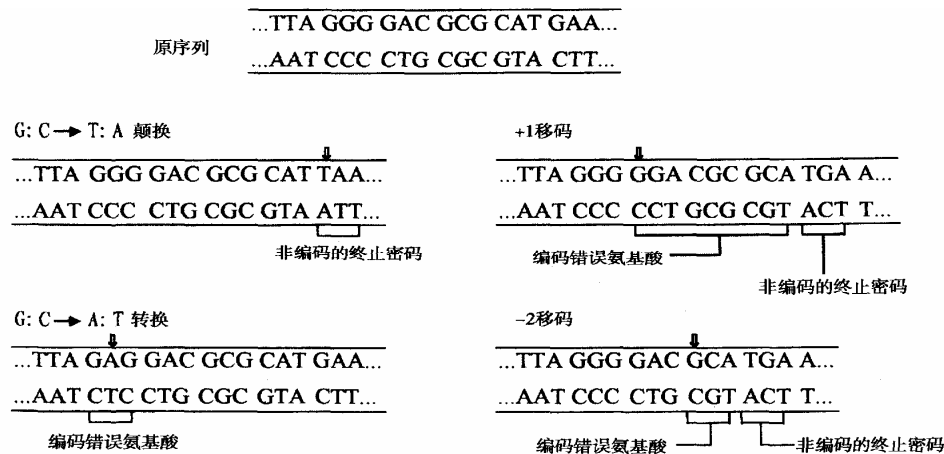 原序列
...TTA GGG GAC GCG CAT GAA...
...AAT CCC CTG CGC GTA CTT...
G: C→T: A 颠换
...TTA GGG GAC GCG CAT TAA...
...AAT CCC CTG CGC GTA ATT...
非编码的终止密码
+1移码
...TTA GGG GGA CGC GCA TGA A...
...AAT CCC CCT GCG CGT ACT T...
编码错误氨基酸
非编码的终止密码
G: C→A: T 转换
...TTA GAG GAC GCG CAT GAA...
...AAT CTC CTG CGC GTA CTT...
编码错误氨基酸
−2移码
...TTA GGG GAC GCA TGA A...
...AAT CCC CTG CGT ACT T...
编码错误氨基酸
非编码的终止密码